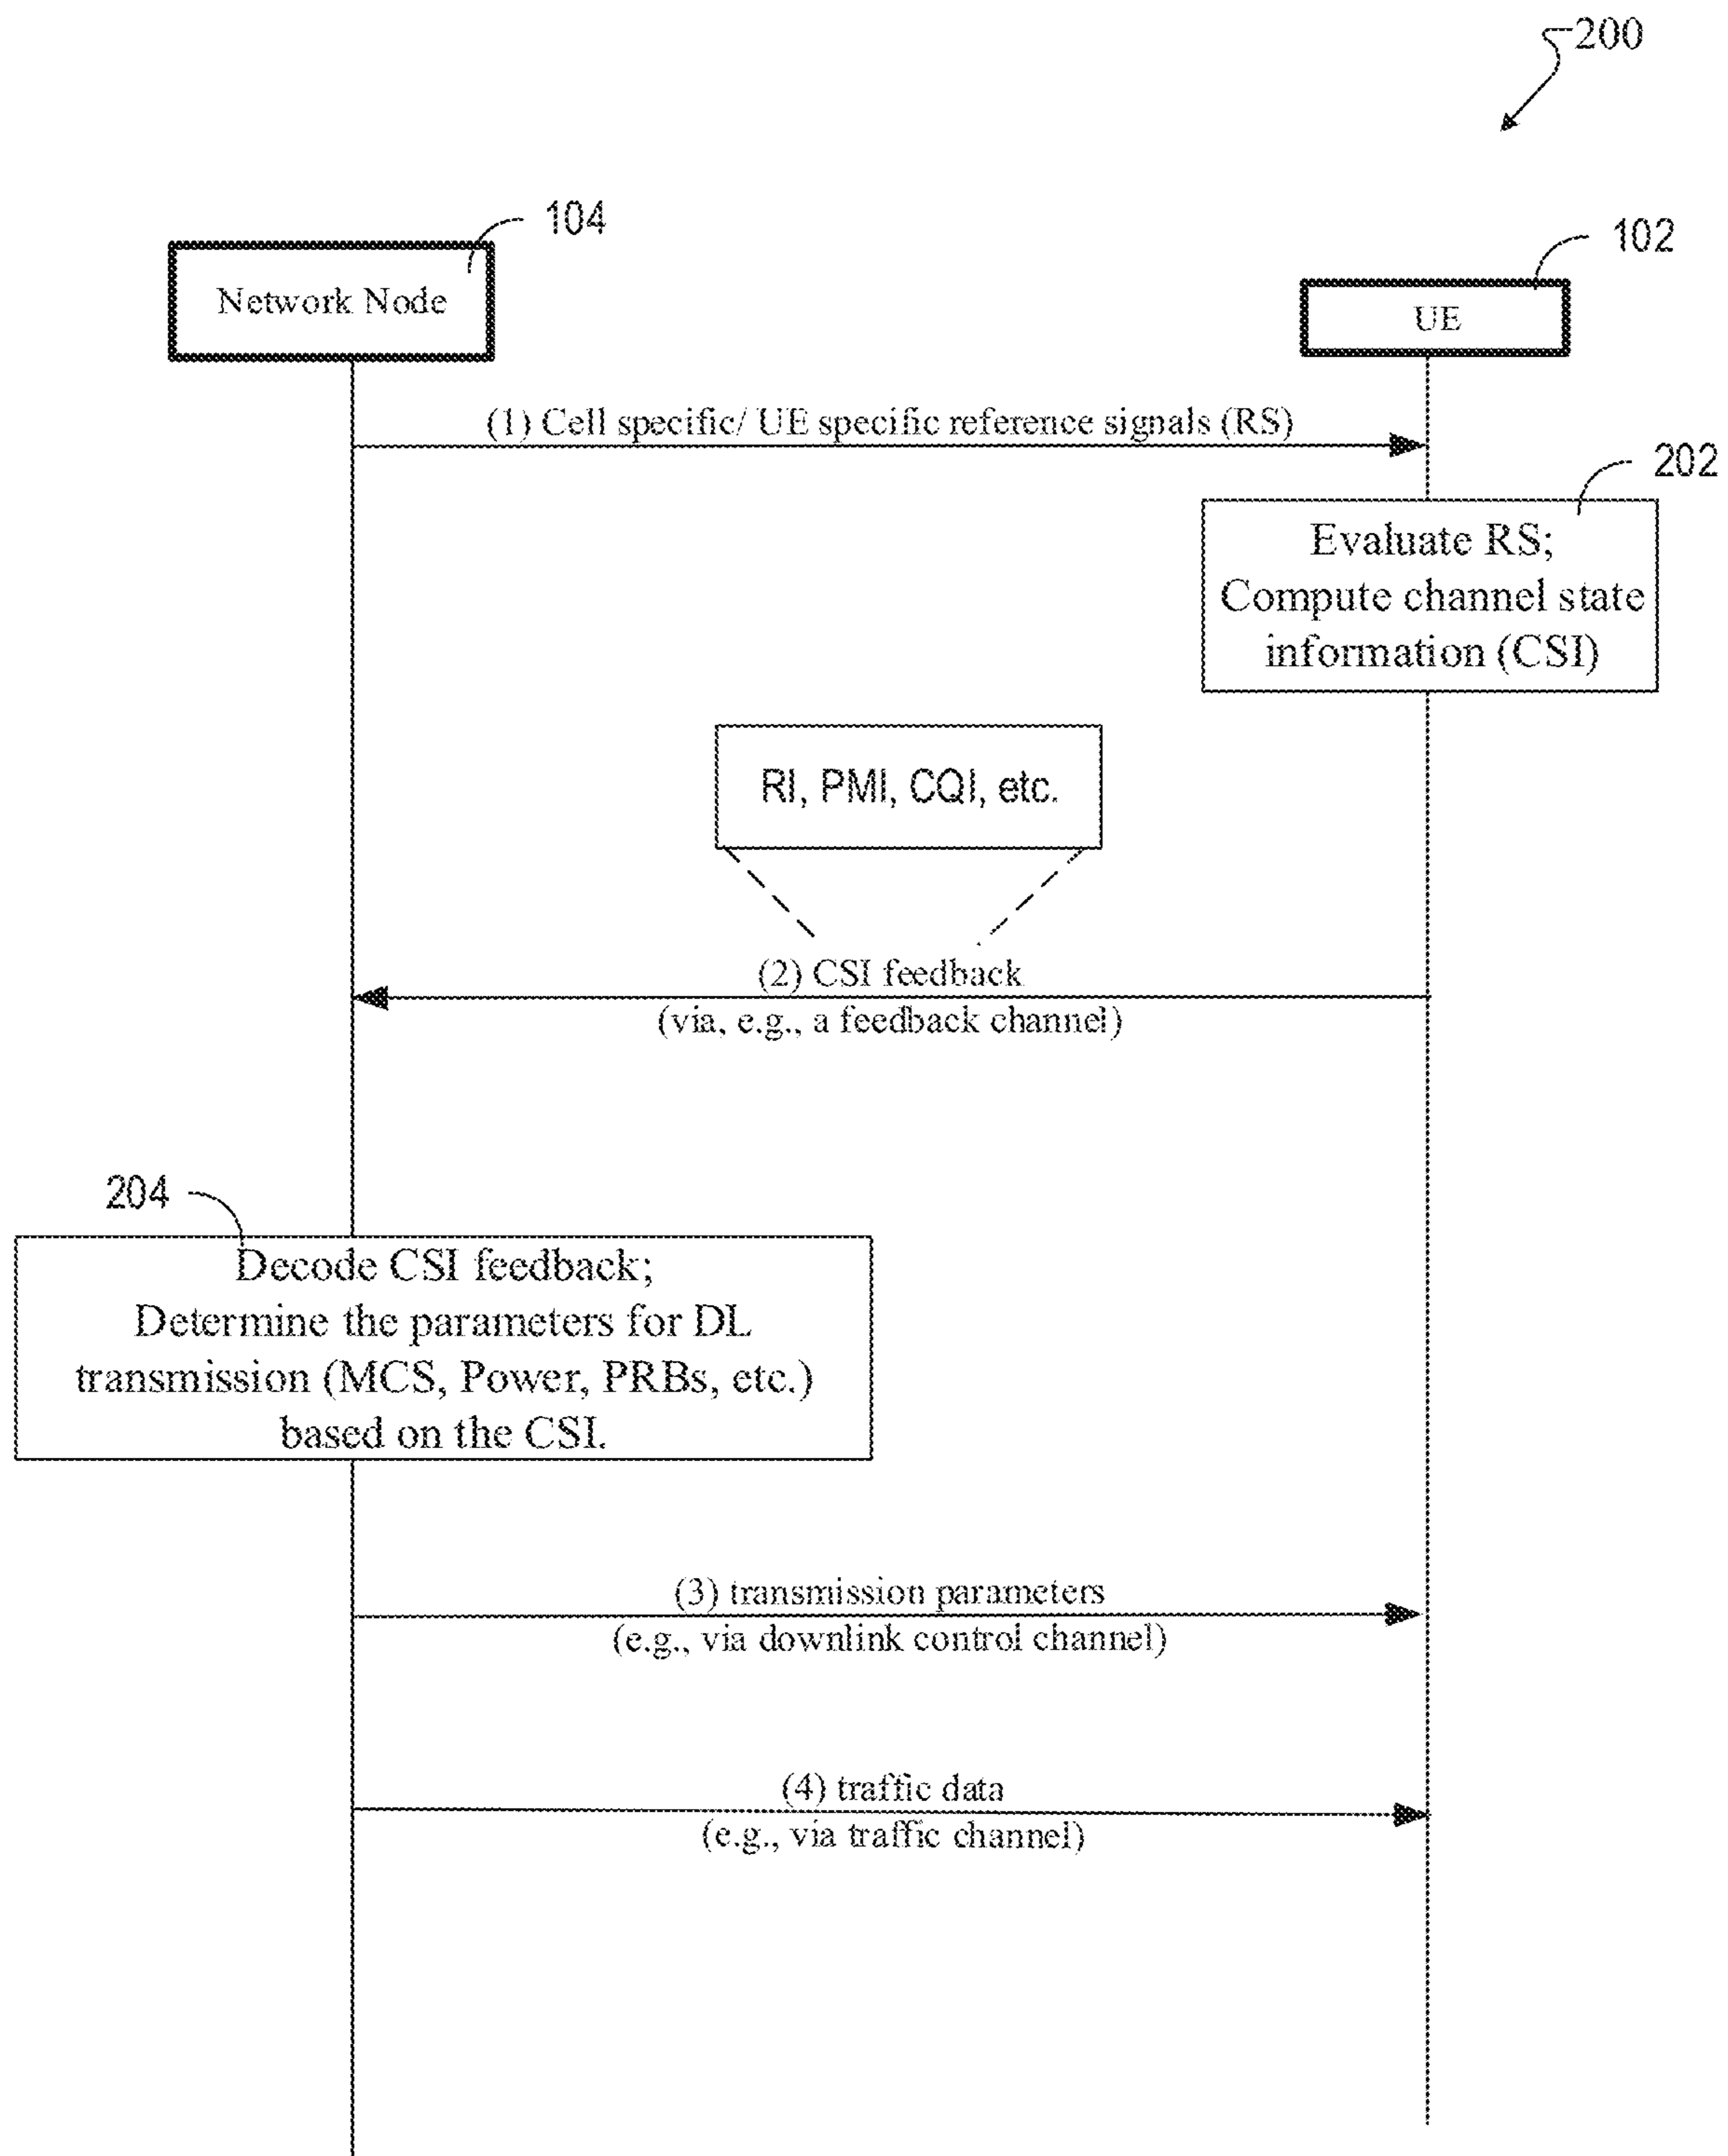 200
104
102
Network Node
UE
(1) Cell specific/ UE specific reference signals (RS)
202
Evaluate RS;
Compute channel state
information (CSI)
RI, PMI, CQI, etc.
(2) CSI feedback
(via, e.g., a feedback channel)
204
Decode CSI feedback;
Determine the parameters for DL
transmission (MCS, Power, PRBs, etc.)
based on the CSI.
(3) transmission parameters
(e.g., via downlink control channel)
(4) traffic data
(e.g., via traffic channel)